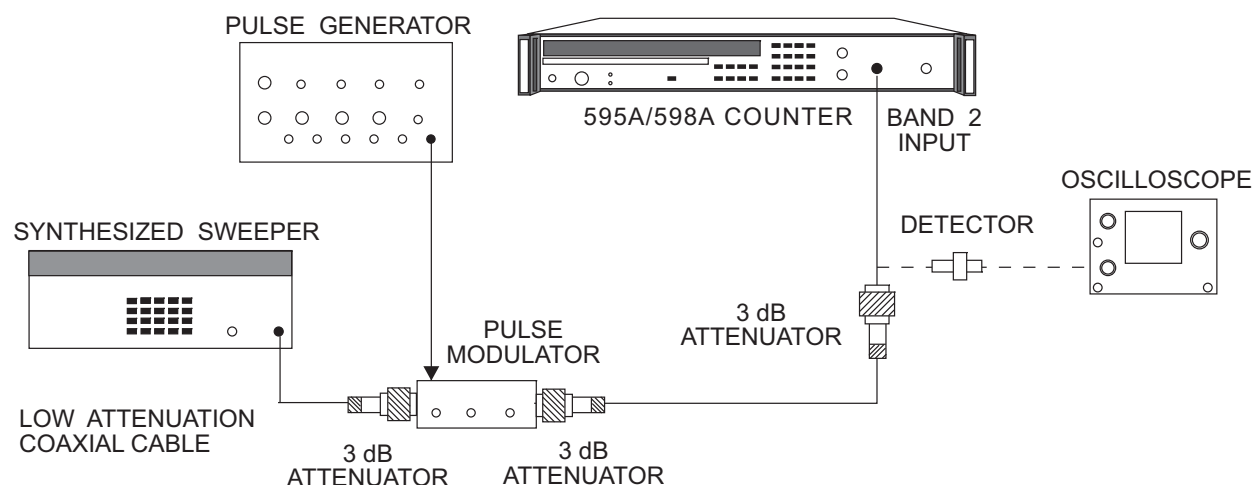 PULSE GENERATOR
595A/598A COUNTER
BAND 2
INPUT
OSCILLOSCOPE
DETECTOR
SYNTHESIZED SWEEPER
3 dB
ATTENUATOR
PULSE
MODULATOR
LOW ATTENUATION
COAXIAL CABLE
3 dB
ATTENUATOR
3 dB
ATTENUATOR